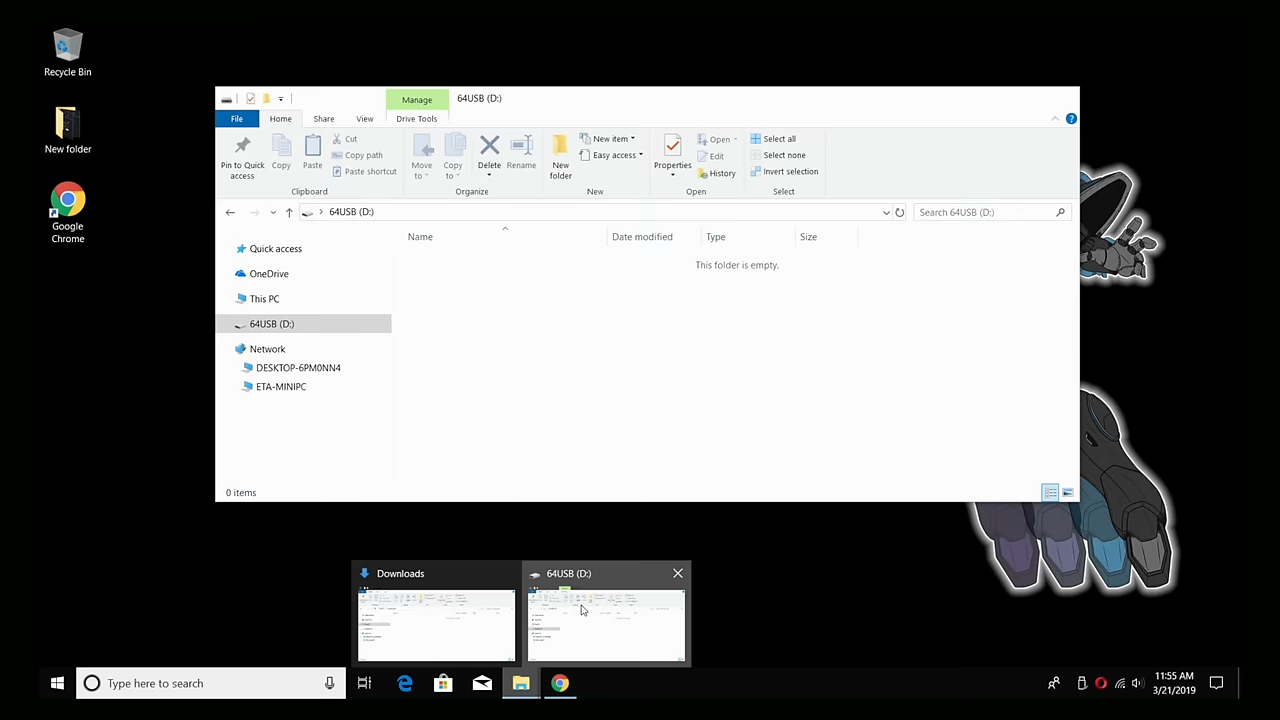 Recycle Bin
New folder
Google
Chrome
Manage
64USB (D:)
File
Home
Share
View
Drive Tools
Pin to Quick
access
Copy
Paste
Cut
Copy path
Paste shortcut
Clipboard
Move
to
Copy
to
Delete
Rename
Organize
New
folder
New item
Easy access
New
Properties
Open
Edit
History
Open
Select all
Select none
Invert selection
Select
64USB (D:)
Search 64USB (D:)
Quick access
OneDrive
This PC
64USB (D:)
Network
DESKTOP-6PM0NN4
ETA-MINIPC
Name
Date modified
Type
Size
This folder is empty.
0 items
Downloads
64USB (D:)
Type here to search
11:55 AM
3/21/2019